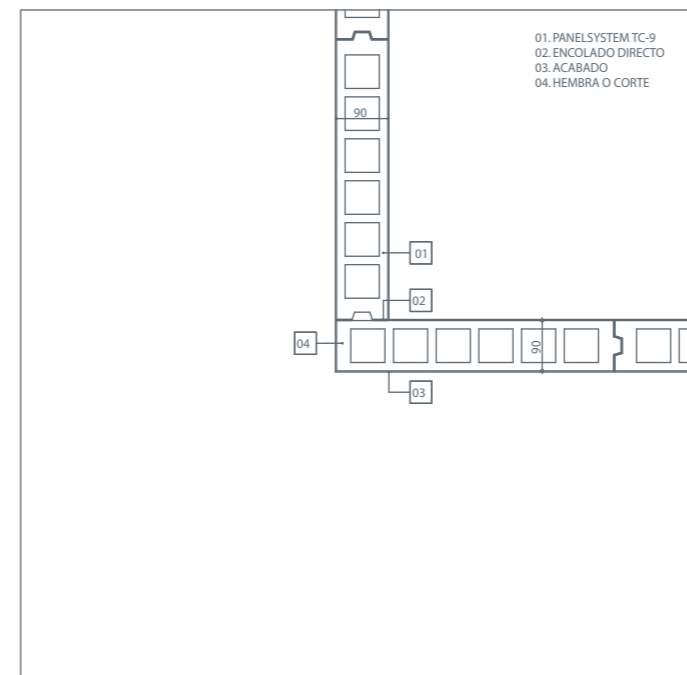 01. PANELSYSTEM TC-9
02. ENCOLADO DIRECTO
03. ACABADO
04. HEMBRA O CORTE
90
01
02
04
90
03